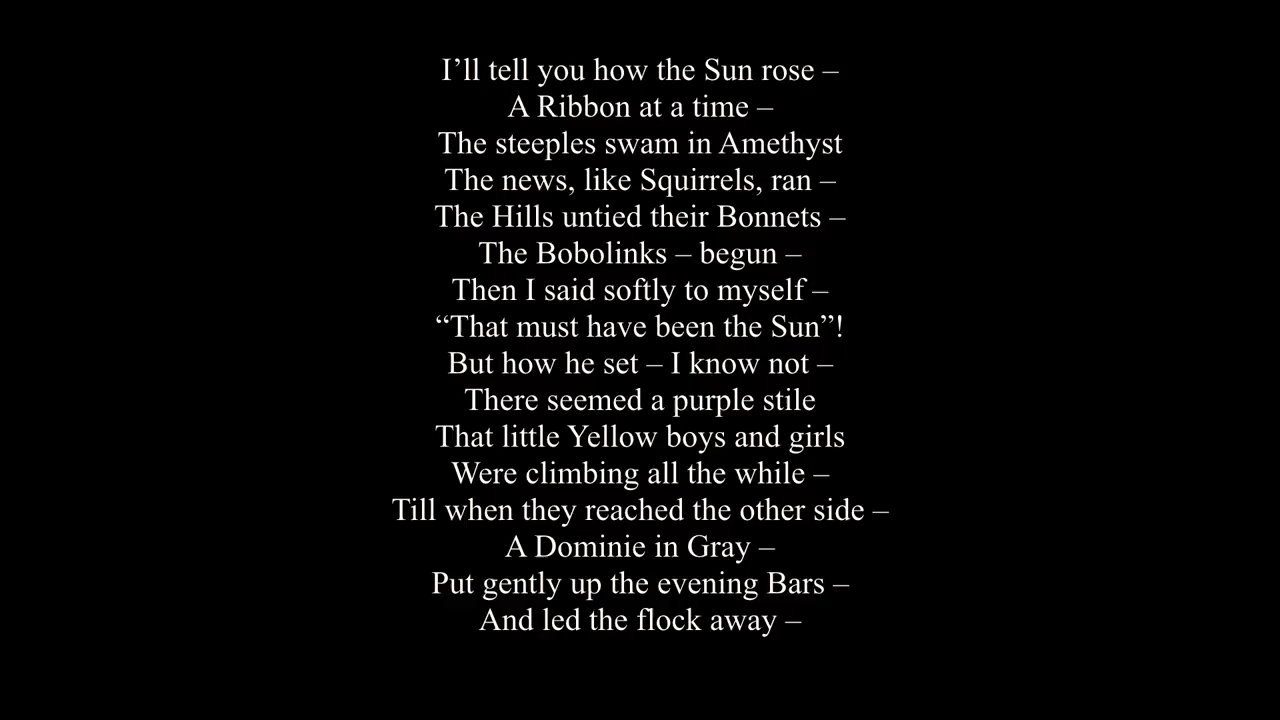 I’ll tell you how the Sun rose –
A Ribbon at a time –
The steeples swam in Amethyst
The news, like Squirrels, ran –
The Hills untied their Bonnets –
The Bobolinks – begun –
Then I said softly to myself –
“That must have been the Sun”!
But how he set – I know not –
There seemed a purple stile
That little Yellow boys and girls
Were climbing all the while –
Till when they reached the other side –
A Dominie in Gray –
Put gently up the evening Bars –
And led the flock away –